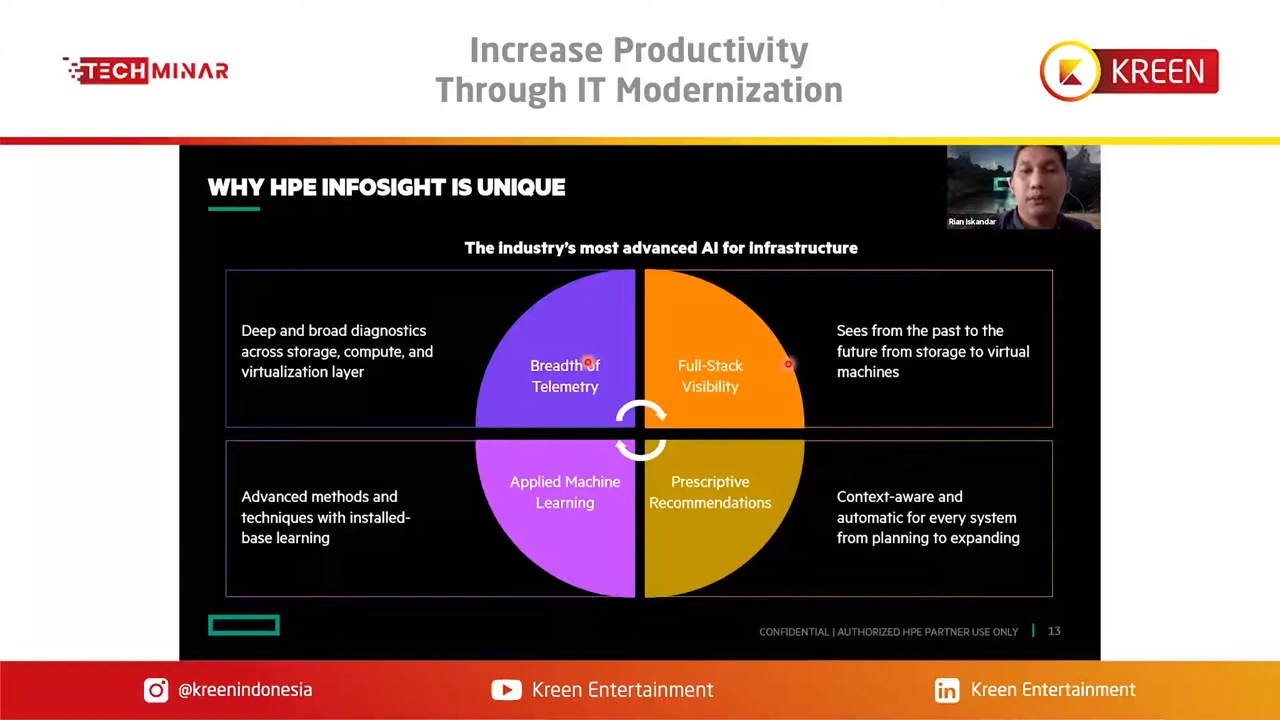 Increase Productivity
Through IT Modernization
TECHMINAR
KREEN
WHY HPE INFOSIGHT IS UNIQUE
Rian Iskandar
The industry's most advanced AI for infrastructure
Deep and broad diagnostics
across storage, compute, and
virtualization layer
Breadth of
Telemetry
Full-Stack
Visibility
Sees from the past to the
future from storage to virtual
machines
Advanced methods and
techniques with installed-
base learning
Applied Machine
Learning
Prescriptive
Recommendations
Context-aware and
automatic for every system
from planning to expanding
CONFIDENTIAL | AUTHORIZED HPE PARTNER USE ONLY | 13
@kreenindonesia
Kreen Entertainment
Kreen Entertainment